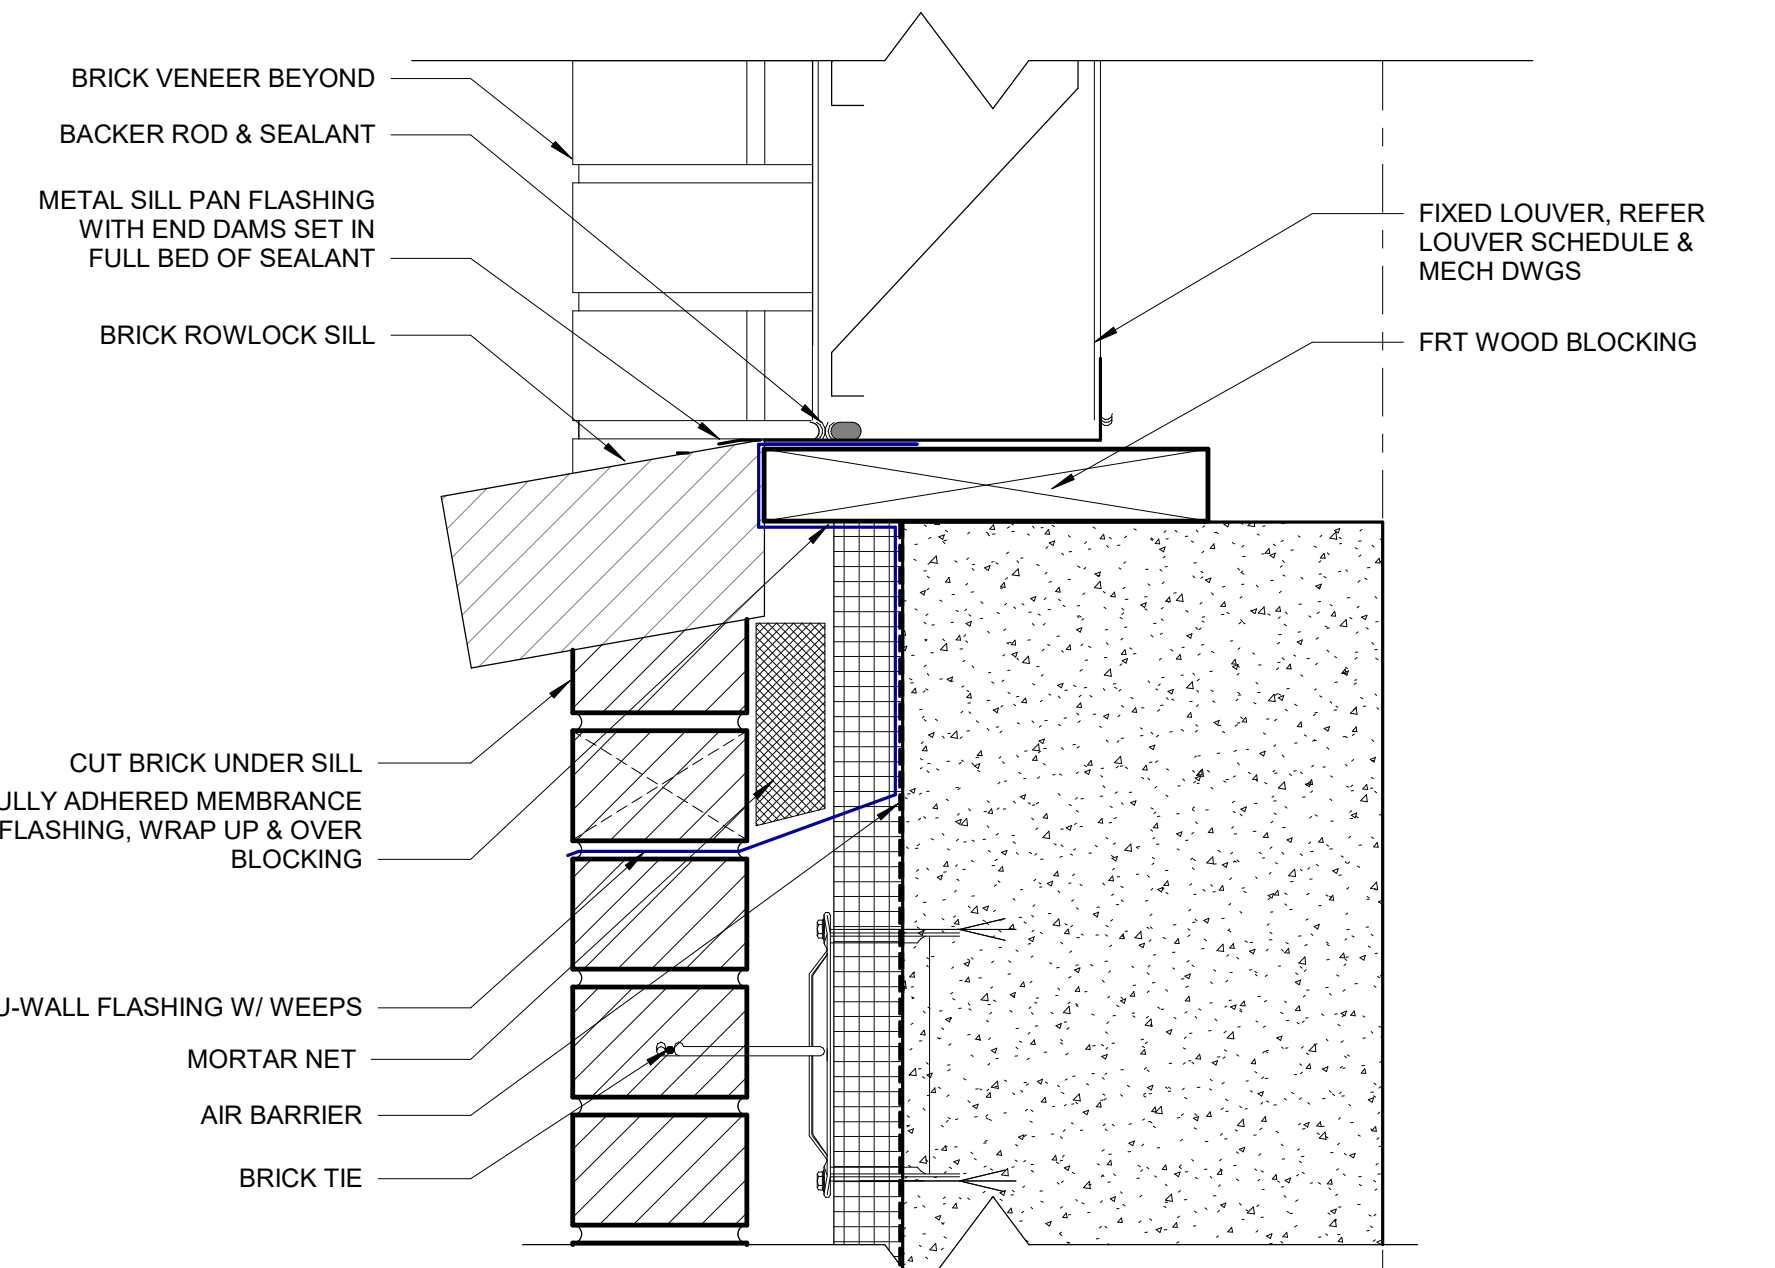 BRICK VENEER BEYOND
BACKER ROD & SEALANT
METAL SILL PAN FLASHING
WITH END DAMS SET IN
FULL BED OF SEALANT
BRICK ROWLOCK SILL
CUT BRICK UNDER SILL
ULLY ADHERED MEMBRANCE
FLASHING, WRAP UP & OVER
BLOCKING
U-WALL FLASHING W/ WEEPS
MORTAR NET
AIR BARRIER
BRICK TIE
FIXED LOUVER, REFER
LOUVER SCHEDULE &
MECH DWGS
FRT WOOD BLOCKING